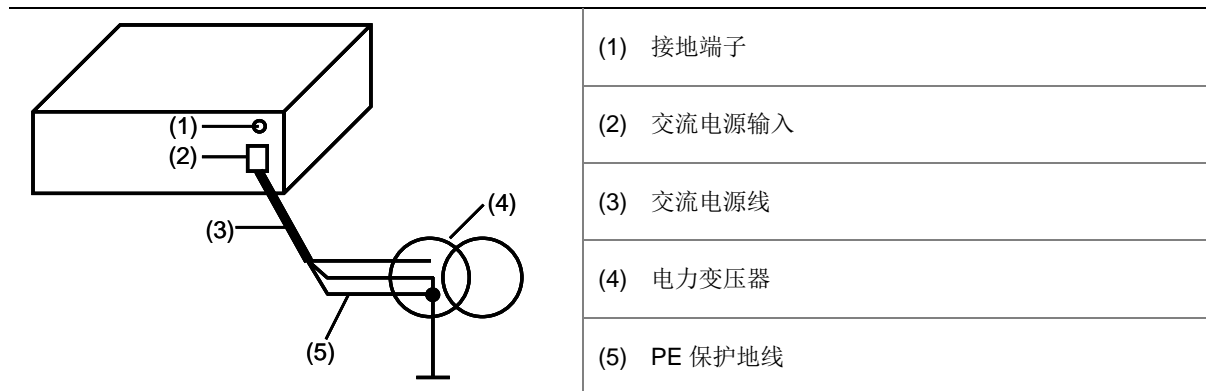 (1)
(2)
(3)
(4)
(5)
(1) 接地端子
(2) 交流电源输入
(3) 交流电源线
(4) 电力变压器
(5) PE 保护地线